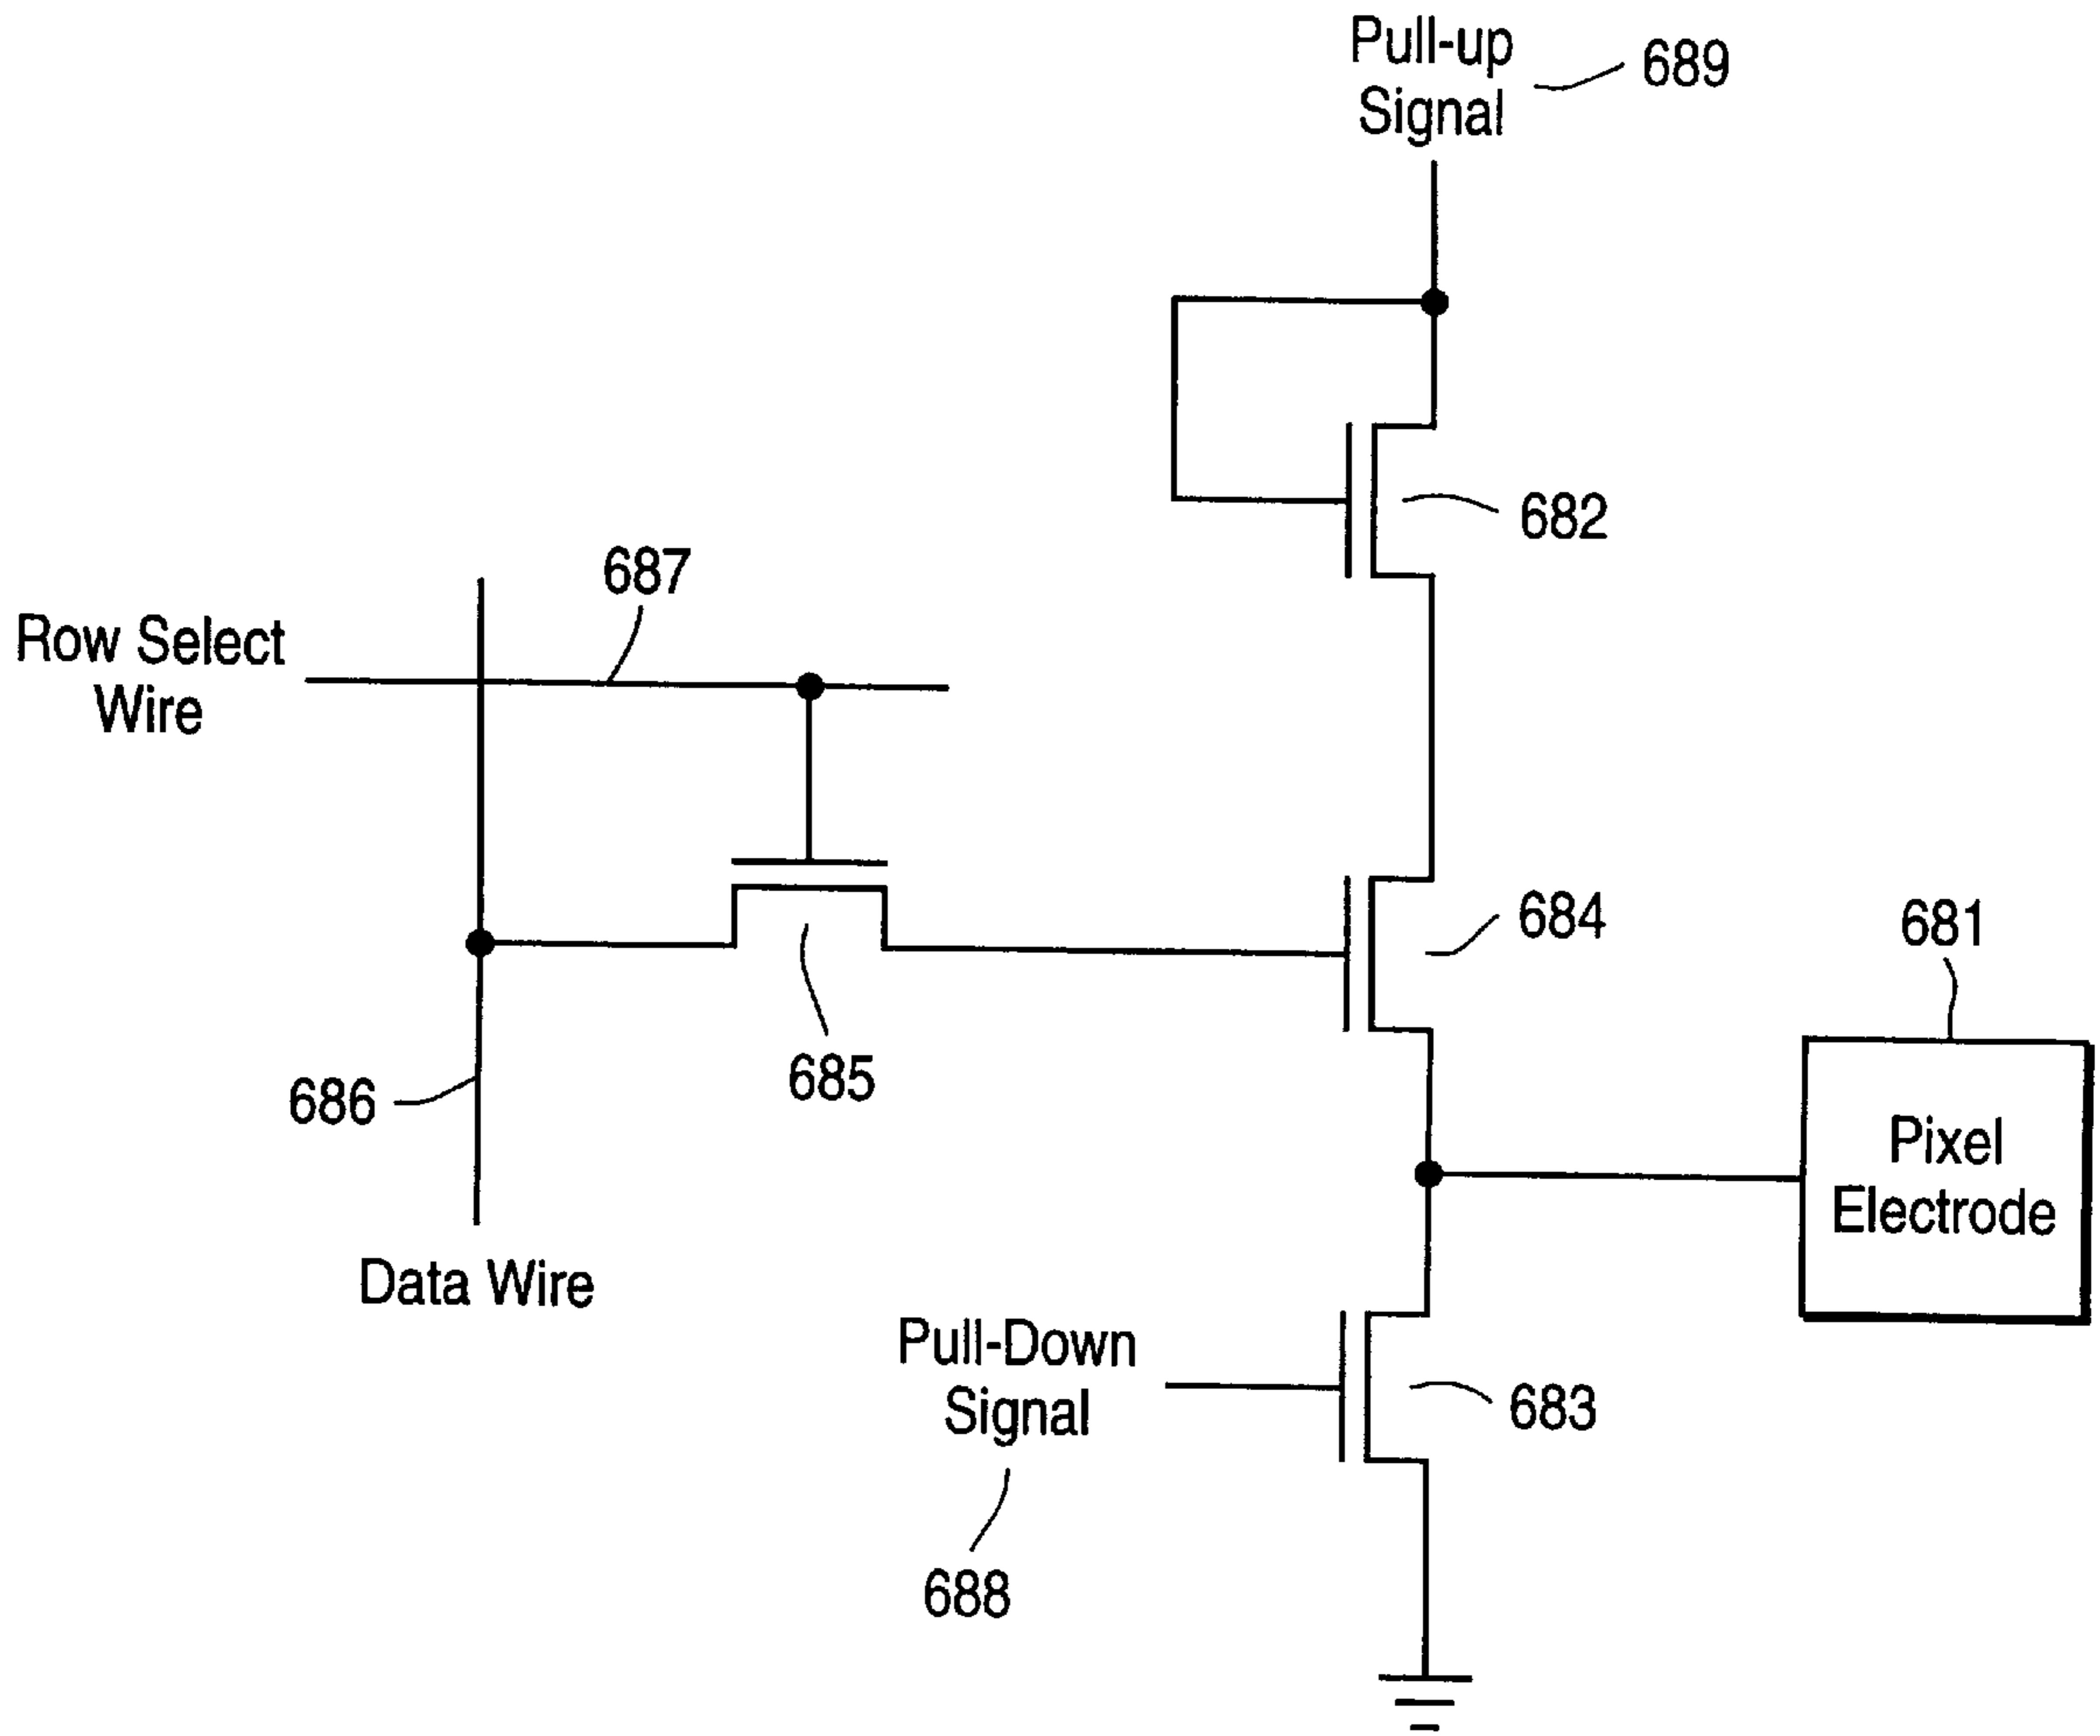 Pull-up
Signal
689
682
687
Row Select
Wire
684
681
685
686
Pixel
Electrode
Data Wire
Pull-Down
Signal
683
688